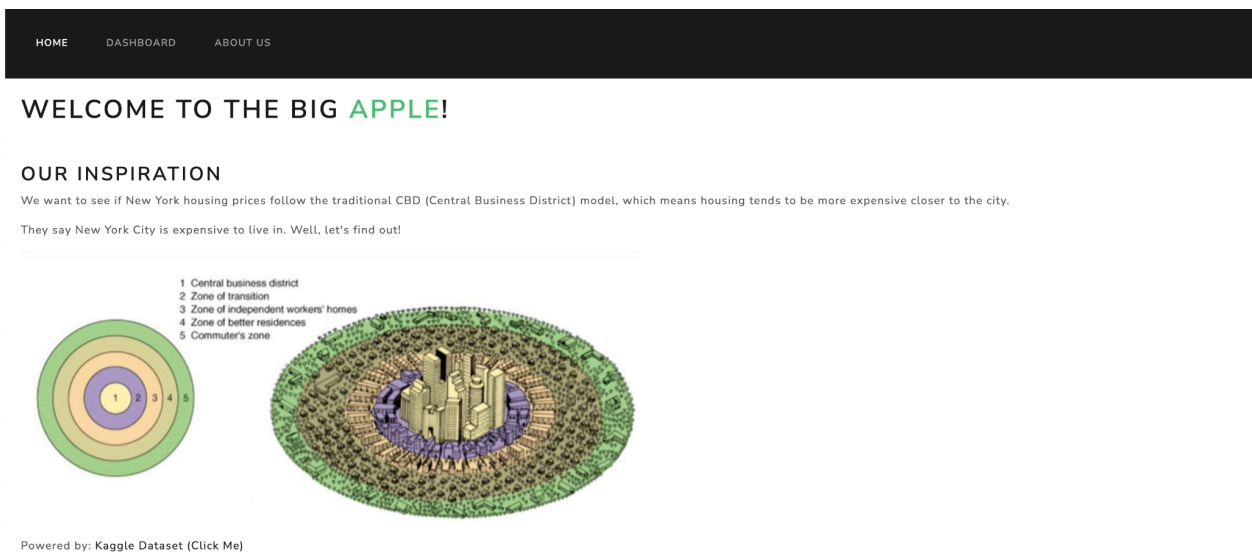 HOME DASHBOARD ABOUT US
WELCOME TO THE BIG APPLE!
OUR INSPIRATION
We want to see if New York housing prices follow the traditional CBD (Central Business District) model, which means housing tends to be more expensive closer to the city.
They say New York City is expensive to live in. Well, let's find out!
1 Central business district
2 Zone of transition
3 Zone of independent workers' homes
4 Zone of better residences
5 Commuter's zone
1 2 3 4 5
Powered by: Kaggle Dataset (Click Me)